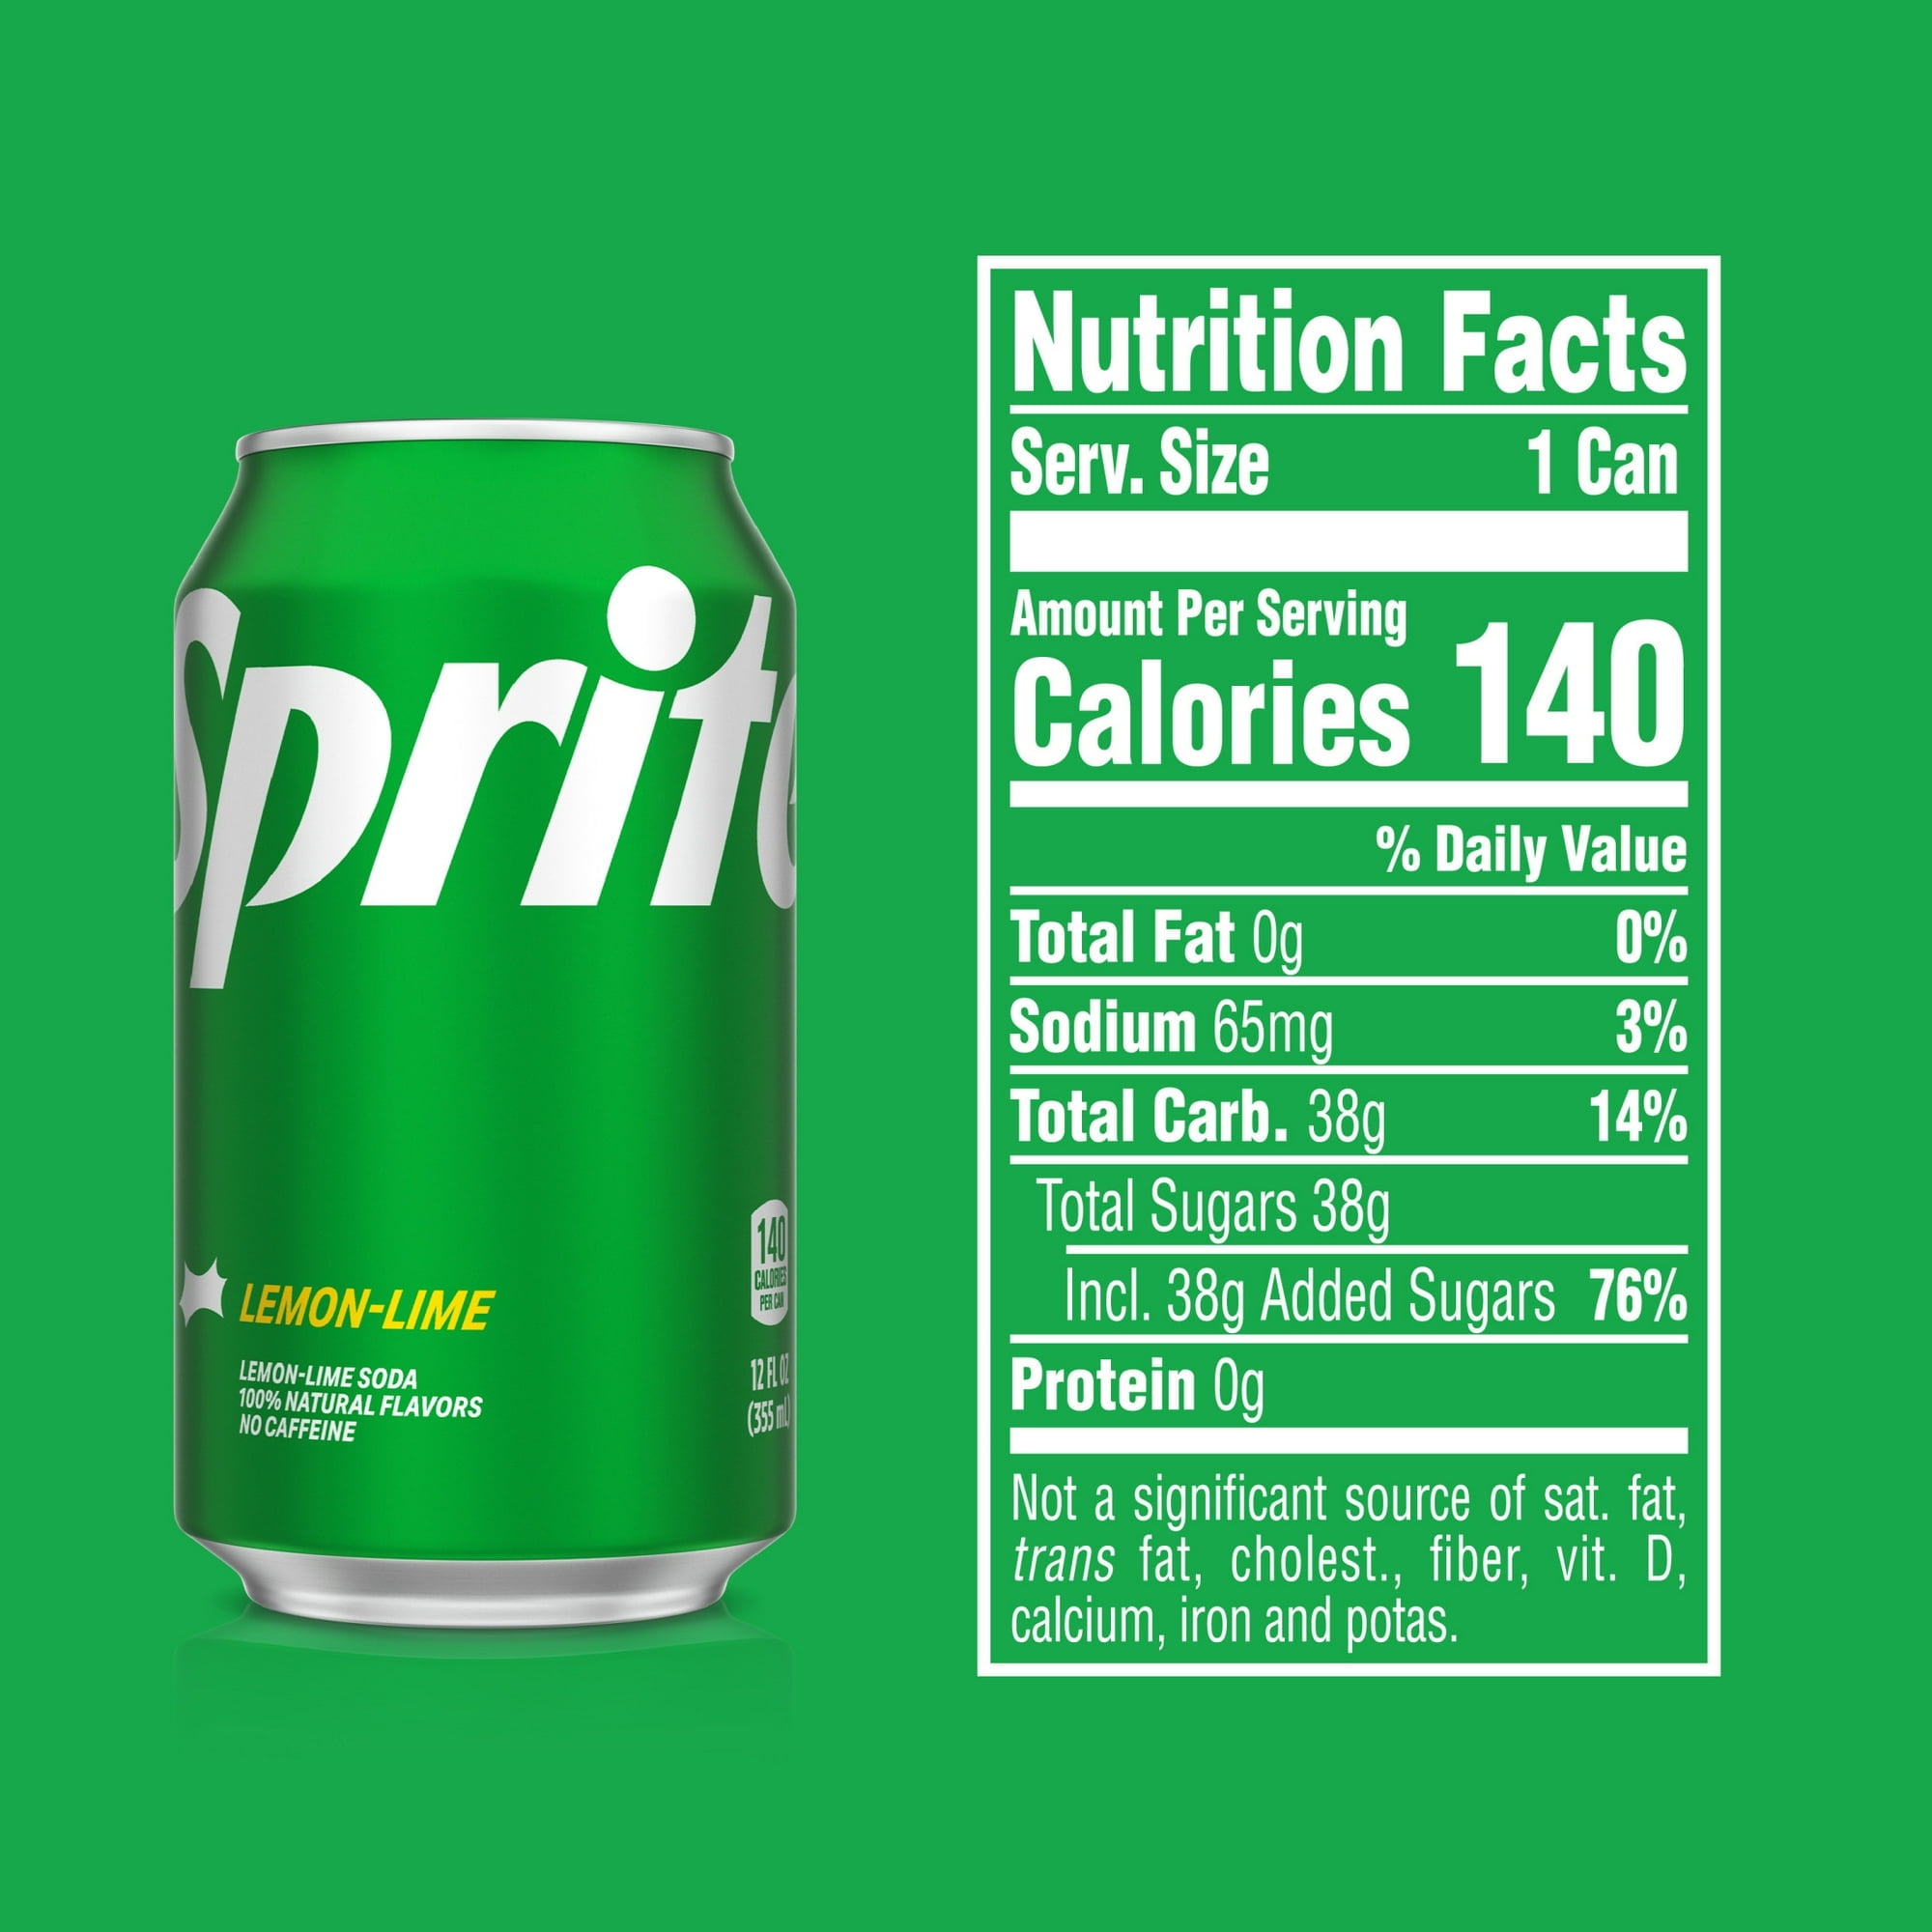 Sprite
LEMON-LIME
LEMON-LIME SODA
100% NATURAL FLAVORS
NO CAFFEINE
140
CALORIES
PER CAN
12 FL OZ
(355 mL)
Nutrition Facts
Serv. Size 1 Can
Amount Per Serving
Calories 140
% Daily Value
Total Fat 0g 0%
Sodium 65mg 3%
Total Carb. 38g 14%
Total Sugars 38g
Incl. 38g Added Sugars 76%
Protein 0g
Not a significant source of sat. fat,
trans fat, cholest., fiber, vit. D,
calcium, iron and potas.